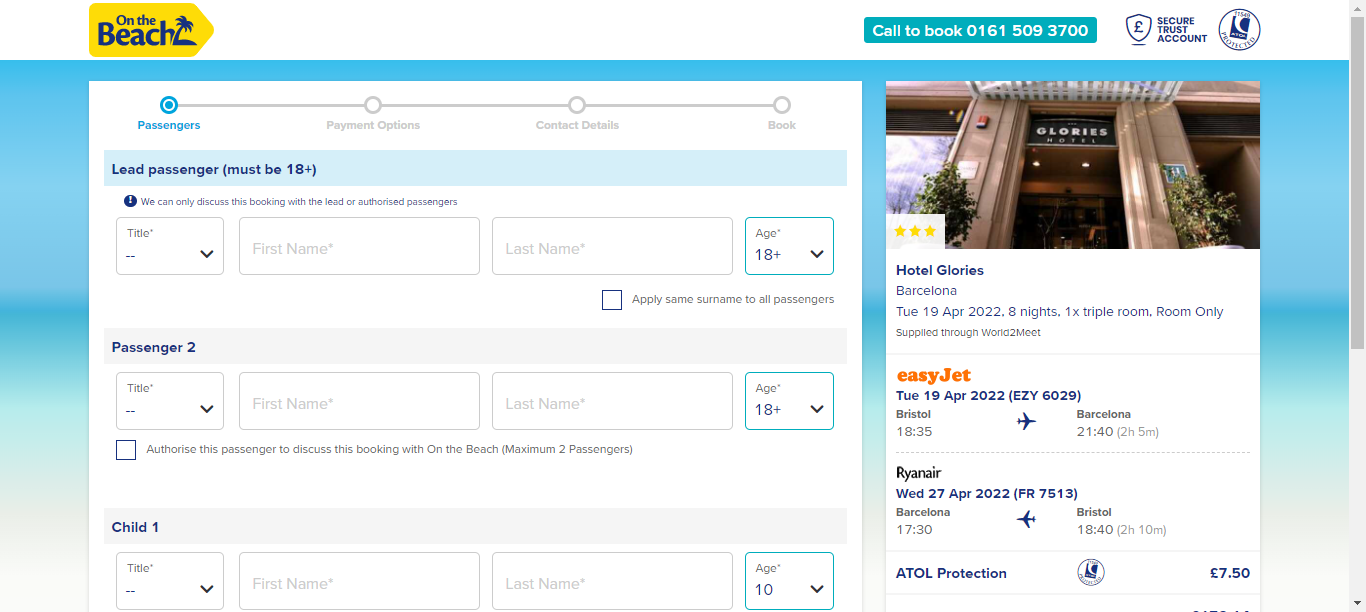 On the
Beach
Call to book 0161 509 3700
£
SECURE
TRUST
ACCOUNT
ATOL
PROTECTED
Passengers
Payment Options
Contact Details
Book
Lead passenger (must be 18+)
! We can only discuss this booking with the lead or authorised passengers
Title*
--
First Name*
Last Name*
Age*
18+
Apply same surname to all passengers
Passenger 2
Title*
--
First Name*
Last Name*
Age*
18+
Authorise this passenger to discuss this booking with On the Beach (Maximum 2 Passengers)
Child 1
Title*
--
First Name*
Last Name*
Age*
10
GLORIES
HOTEL
Hotel Glories
Barcelona
Tue 19 Apr 2022, 8 nights, 1x triple room, Room Only
Supplied through World2Meet
easyJet
Tue 19 Apr 2022 (EZY 6029)
Bristol
Barcelona
18:35
21:40 (2h 5m)
Ryanair
Wed 27 Apr 2022 (FR 7513)
Barcelona
Bristol
17:30
18:40 (2h 10m)
ATOL Protection
£7.50